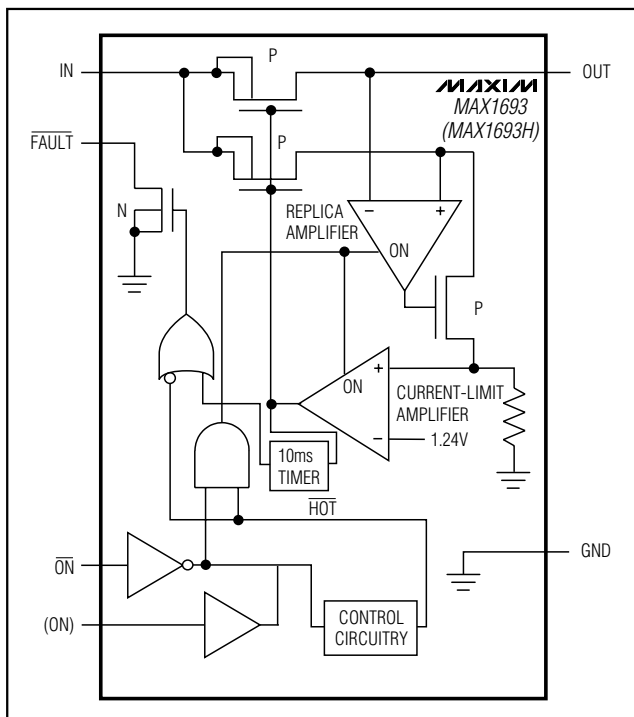 P
IN
OUT
MAXIM
MAX1693
(MAX1693H)
FAULT
P
N
REPLICA
AMPLIFIER
−
+
ON
P
ON
+
CURRENT-LIMIT
AMPLIFIER
−
1.24V
10ms
TIMER
HOT
ON
GND
(ON)
CONTROL
CIRCUITRY